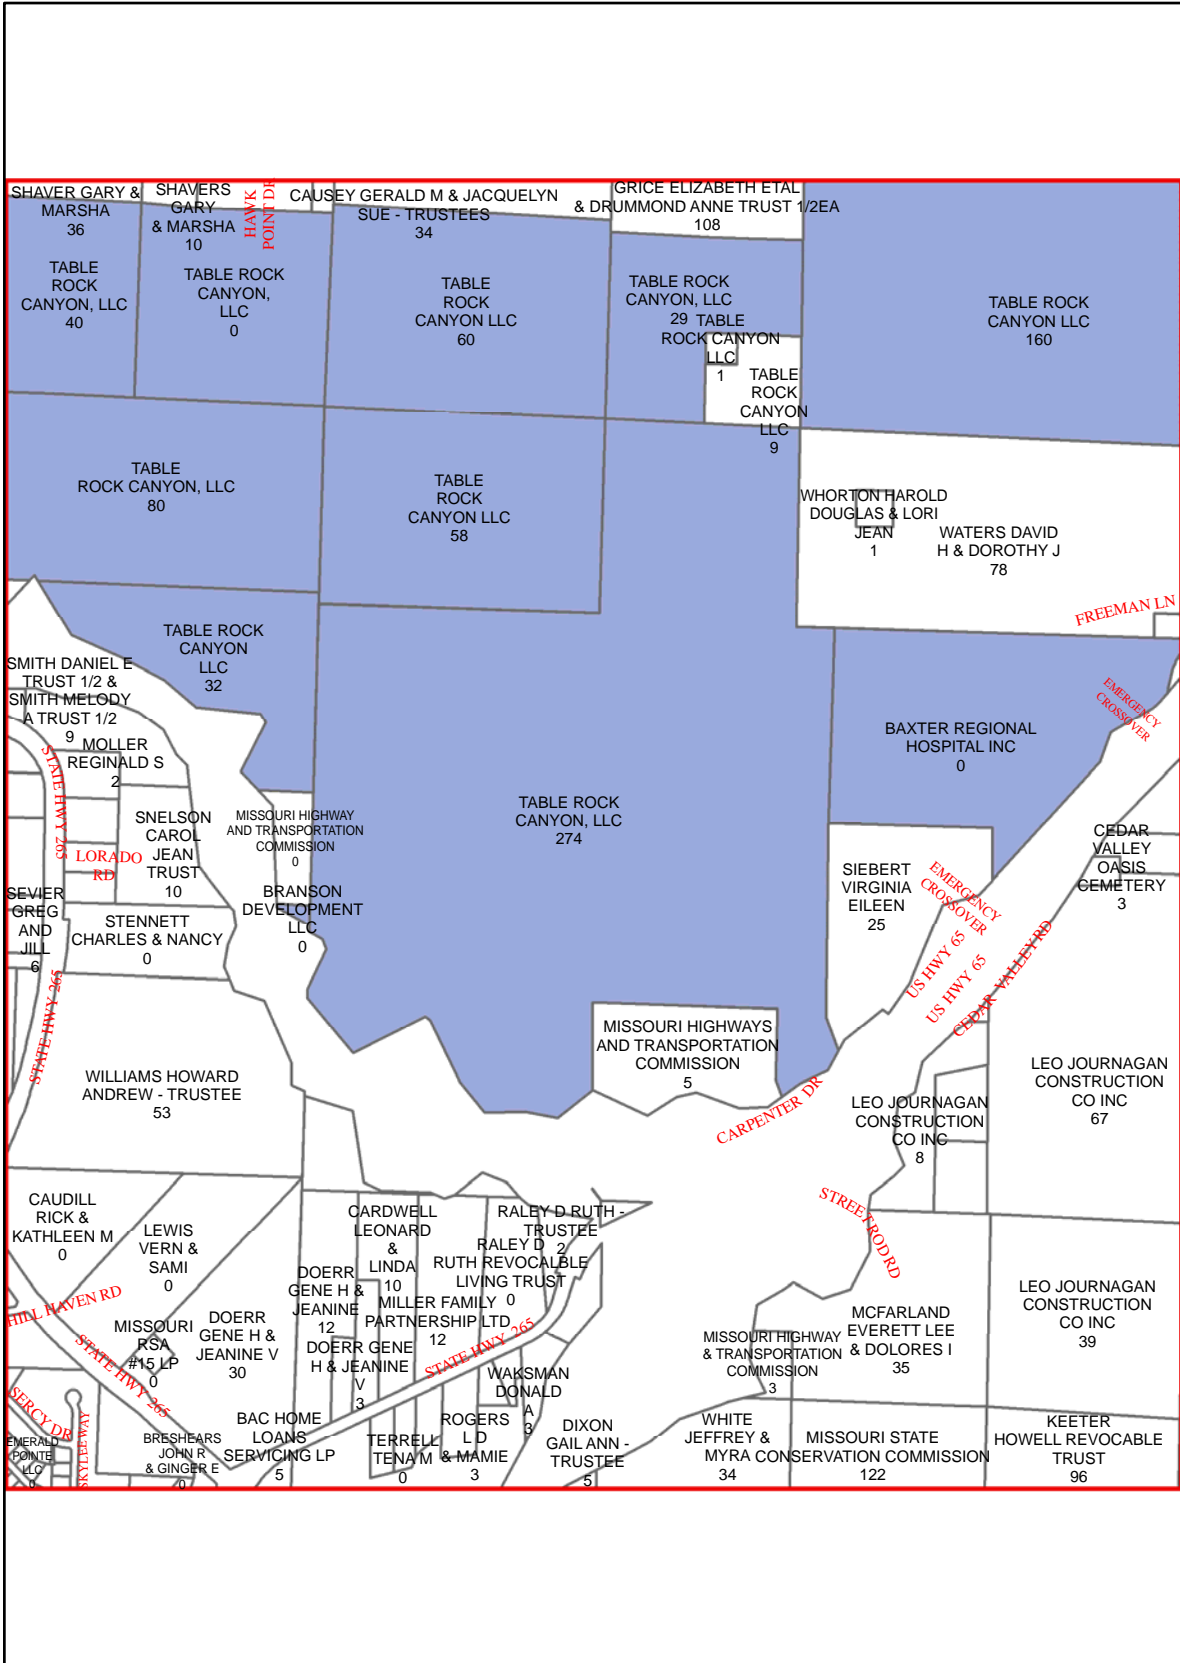 SHAVER GARY &
MARSHA
36
SHAVERS
GARY
& MARSHA
10
HAWK
POINT DR
CAUSEY GERALD M & JACQUELYN
SUE - TRUSTEES
34
GRICE ELIZABETH ETAL
& DRUMMOND ANNE TRUST 1/2EA
108
TABLE
ROCK
CANYON, LLC
40
TABLE ROCK
CANYON,
LLC
0
TABLE
ROCK
CANYON LLC
60
TABLE ROCK
CANYON, LLC
29
TABLE
ROCK CANYON
LLC
1
TABLE
ROCK
CANYON
LLC
9
TABLE ROCK
CANYON LLC
160
TABLE
ROCK CANYON, LLC
80
TABLE
ROCK
CANYON LLC
58
WHORTON HAROLD
DOUGLAS & LORI
JEAN
1
WATERS DAVID
H & DOROTHY J
78
FREEMAN LN
TABLE ROCK
CANYON
LLC
32
SMITH DANIEL E
TRUST 1/2 &
SMITH MELODY
A TRUST 1/2
9
MOLLER
REGINALD S
2
STATE HWY 265
EMERGENCY
CROSSOVER
BAXTER REGIONAL
HOSPITAL INC
0
TABLE ROCK
CANYON, LLC
274
SNELSON
CAROL
JEAN
TRUST
10
LORADO
RD
MISSOURI HIGHWAY
AND TRANSPORTATION
COMMISSION
0
BRANSON
DEVELOPMENT
LLC
0
CEDAR
VALLEY
OASIS
CEMETERY
3
SIEBERT
VIRGINIA
EILEEN
25
EMERGENCY
CROSSOVER
SEVIER
GREG
AND
JILL
6
STENNETT
CHARLES & NANCY
0
US HWY 65
US HWY 65
CEDAR VALLEY RD
STATE HWY 265
MISSOURI HIGHWAYS
AND TRANSPORTATION
COMMISSION
5
WILLIAMS HOWARD
ANDREW - TRUSTEE
53
CARPENTER DR
LEO JOURNAGAN
CONSTRUCTION
CO INC
8
LEO JOURNAGAN
CONSTRUCTION
CO INC
67
CAUDILL
RICK &
KATHLEEN M
0
LEWIS
VERN &
SAMI
0
CARDWELL
LEONARD
&
LINDA
10
RALEY D RUTH -
TRUSTEE
2
RALEY D
RUTH REVOCALBLE
LIVING TRUST
0
STREET ROD RD
DOERR
GENE H &
JEANINE
12
MILLER FAMILY
PARTNERSHIP LTD
12
HILL HAVEN RD
MISSOURI
RSA
#15 LP
0
DOERR
GENE H &
JEANINE V
30
DOERR GENE
H & JEANINE
V
3
STATE HWY 265
STATE HWY 265
MISSOURI HIGHWAY
& TRANSPORTATION
COMMISSION
3
MCFARLAND
EVERETT LEE
& DOLORES I
35
LEO JOURNAGAN
CONSTRUCTION
CO INC
39
WAKSMAN
DONALD
A
3
SERCY DR
SKYLEE WAY
EMERALD
POINTE
LLC
0
BRESHEARS
JOHN R
& GINGER E
0
BAC HOME
LOANS
SERVICING LP
5
TERRELL
TENA M
0
ROGERS
L D
& MAMIE
3
DIXON
GAIL ANN -
TRUSTEE
5
WHITE
JEFFREY &
MYRA
34
MISSOURI STATE
CONSERVATION COMMISSION
122
KEETER
HOWELL REVOCABLE
TRUST
96